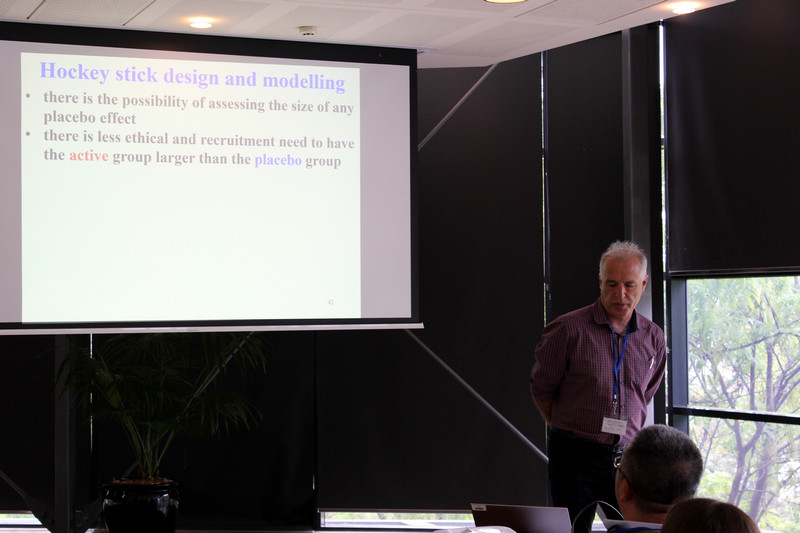 Hockey stick design and modelling
• there is the possibility of assessing the size of any
placebo effect
• there is less ethical and recruitment need to have
the active group larger than the placebo group